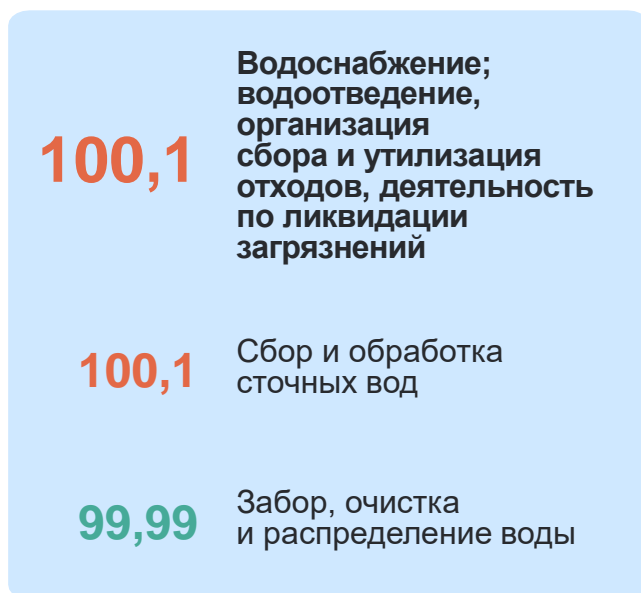 100,1
Водоснабжение;
водоотведение,
организация
сбора и утилизация
отходов, деятельность
по ликвидации
загрязнений
100,1
Сбор и обработка
сточных вод
99,99
Забор, очистка
и распределение воды